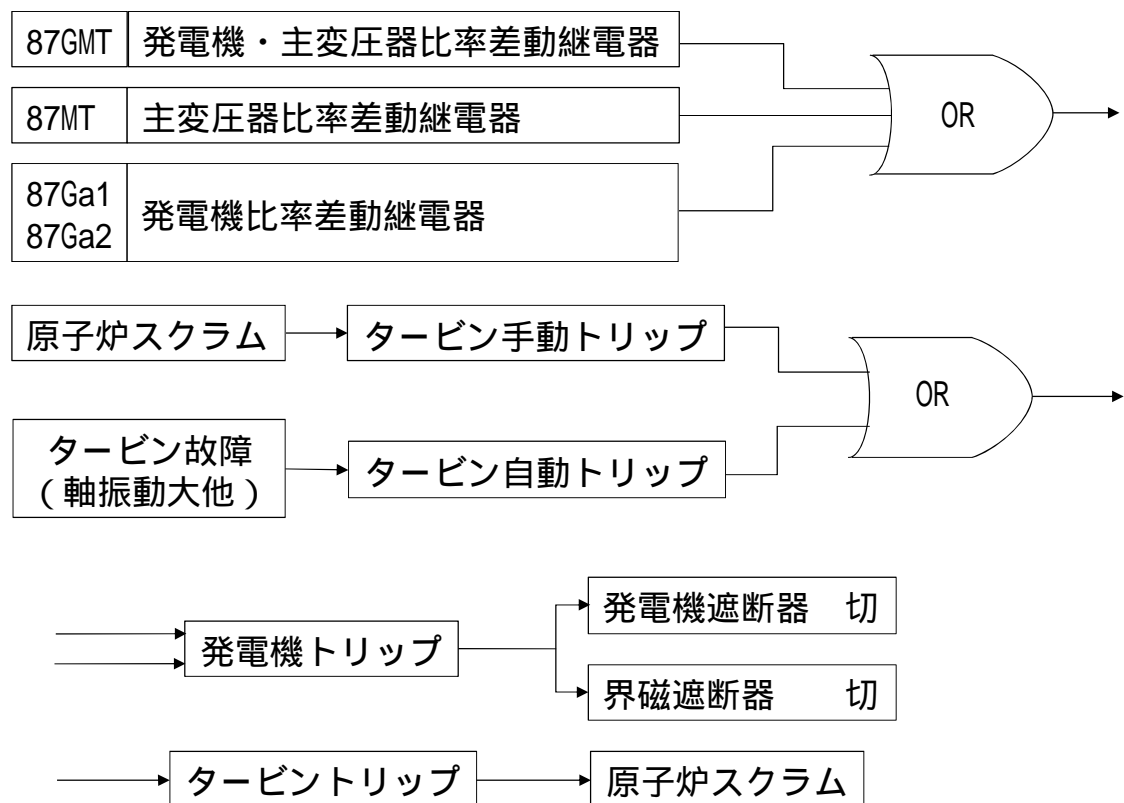 87GMT 発電機・主変圧器比率差動継電器
87MT 主変圧器比率差動継電器
87Ga1
87Ga2
発電機比率差動継電器
OR
原子炉スクラム
タービン手動トリップ
OR
タービン故障
(軸振動大他)
タービン自動トリップ
発電機トリップ
発電機遮断器 切
界磁遮断器 切
タービントリップ
原子炉スクラム